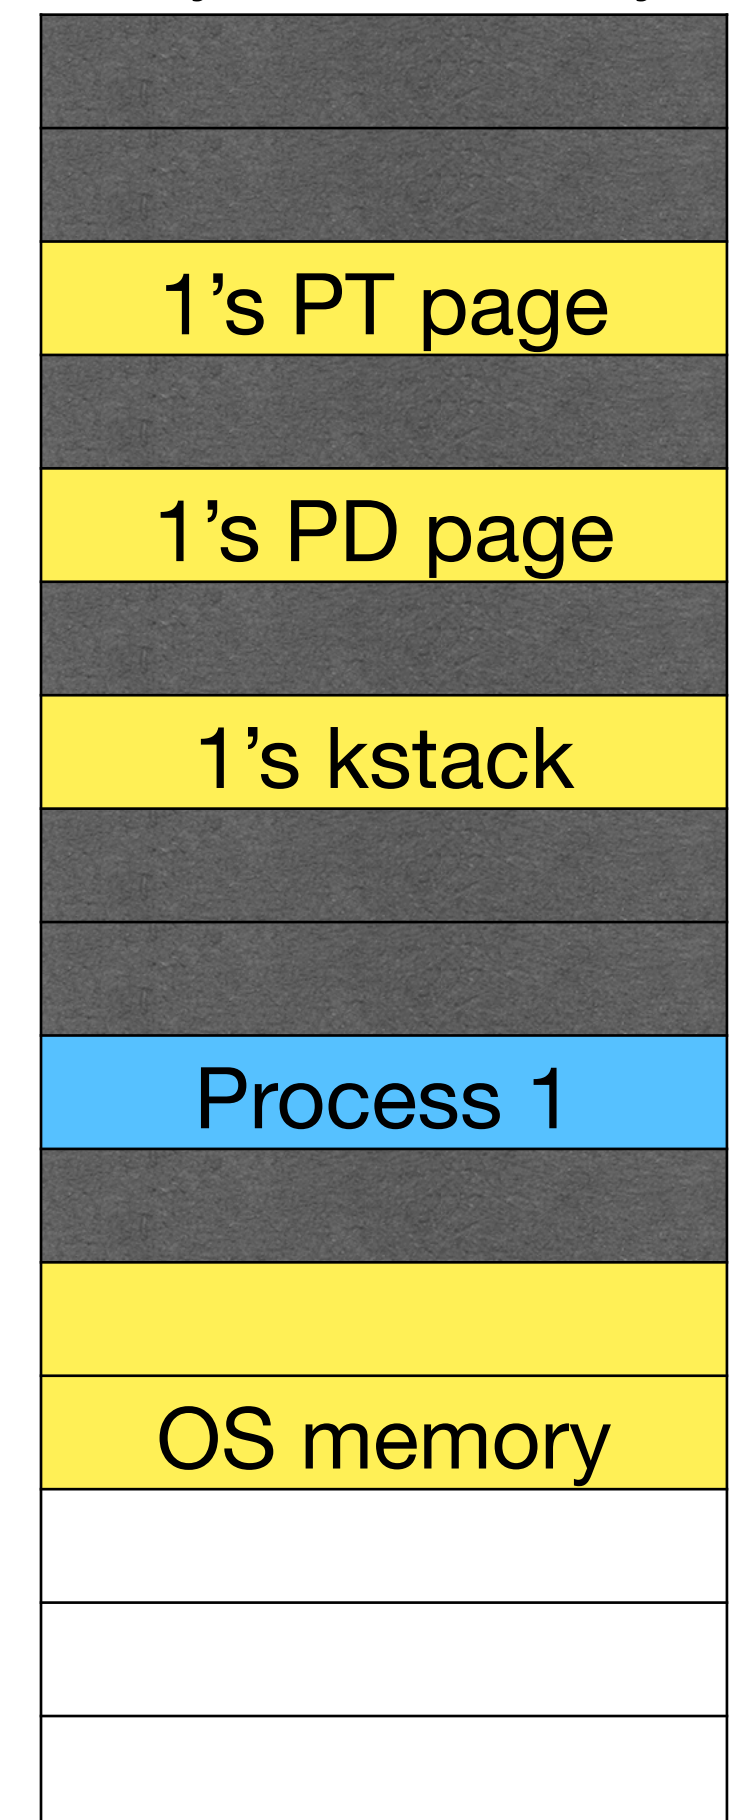 1’s PT page
1’s PD page
1’s kstack
Process 1
OS memory